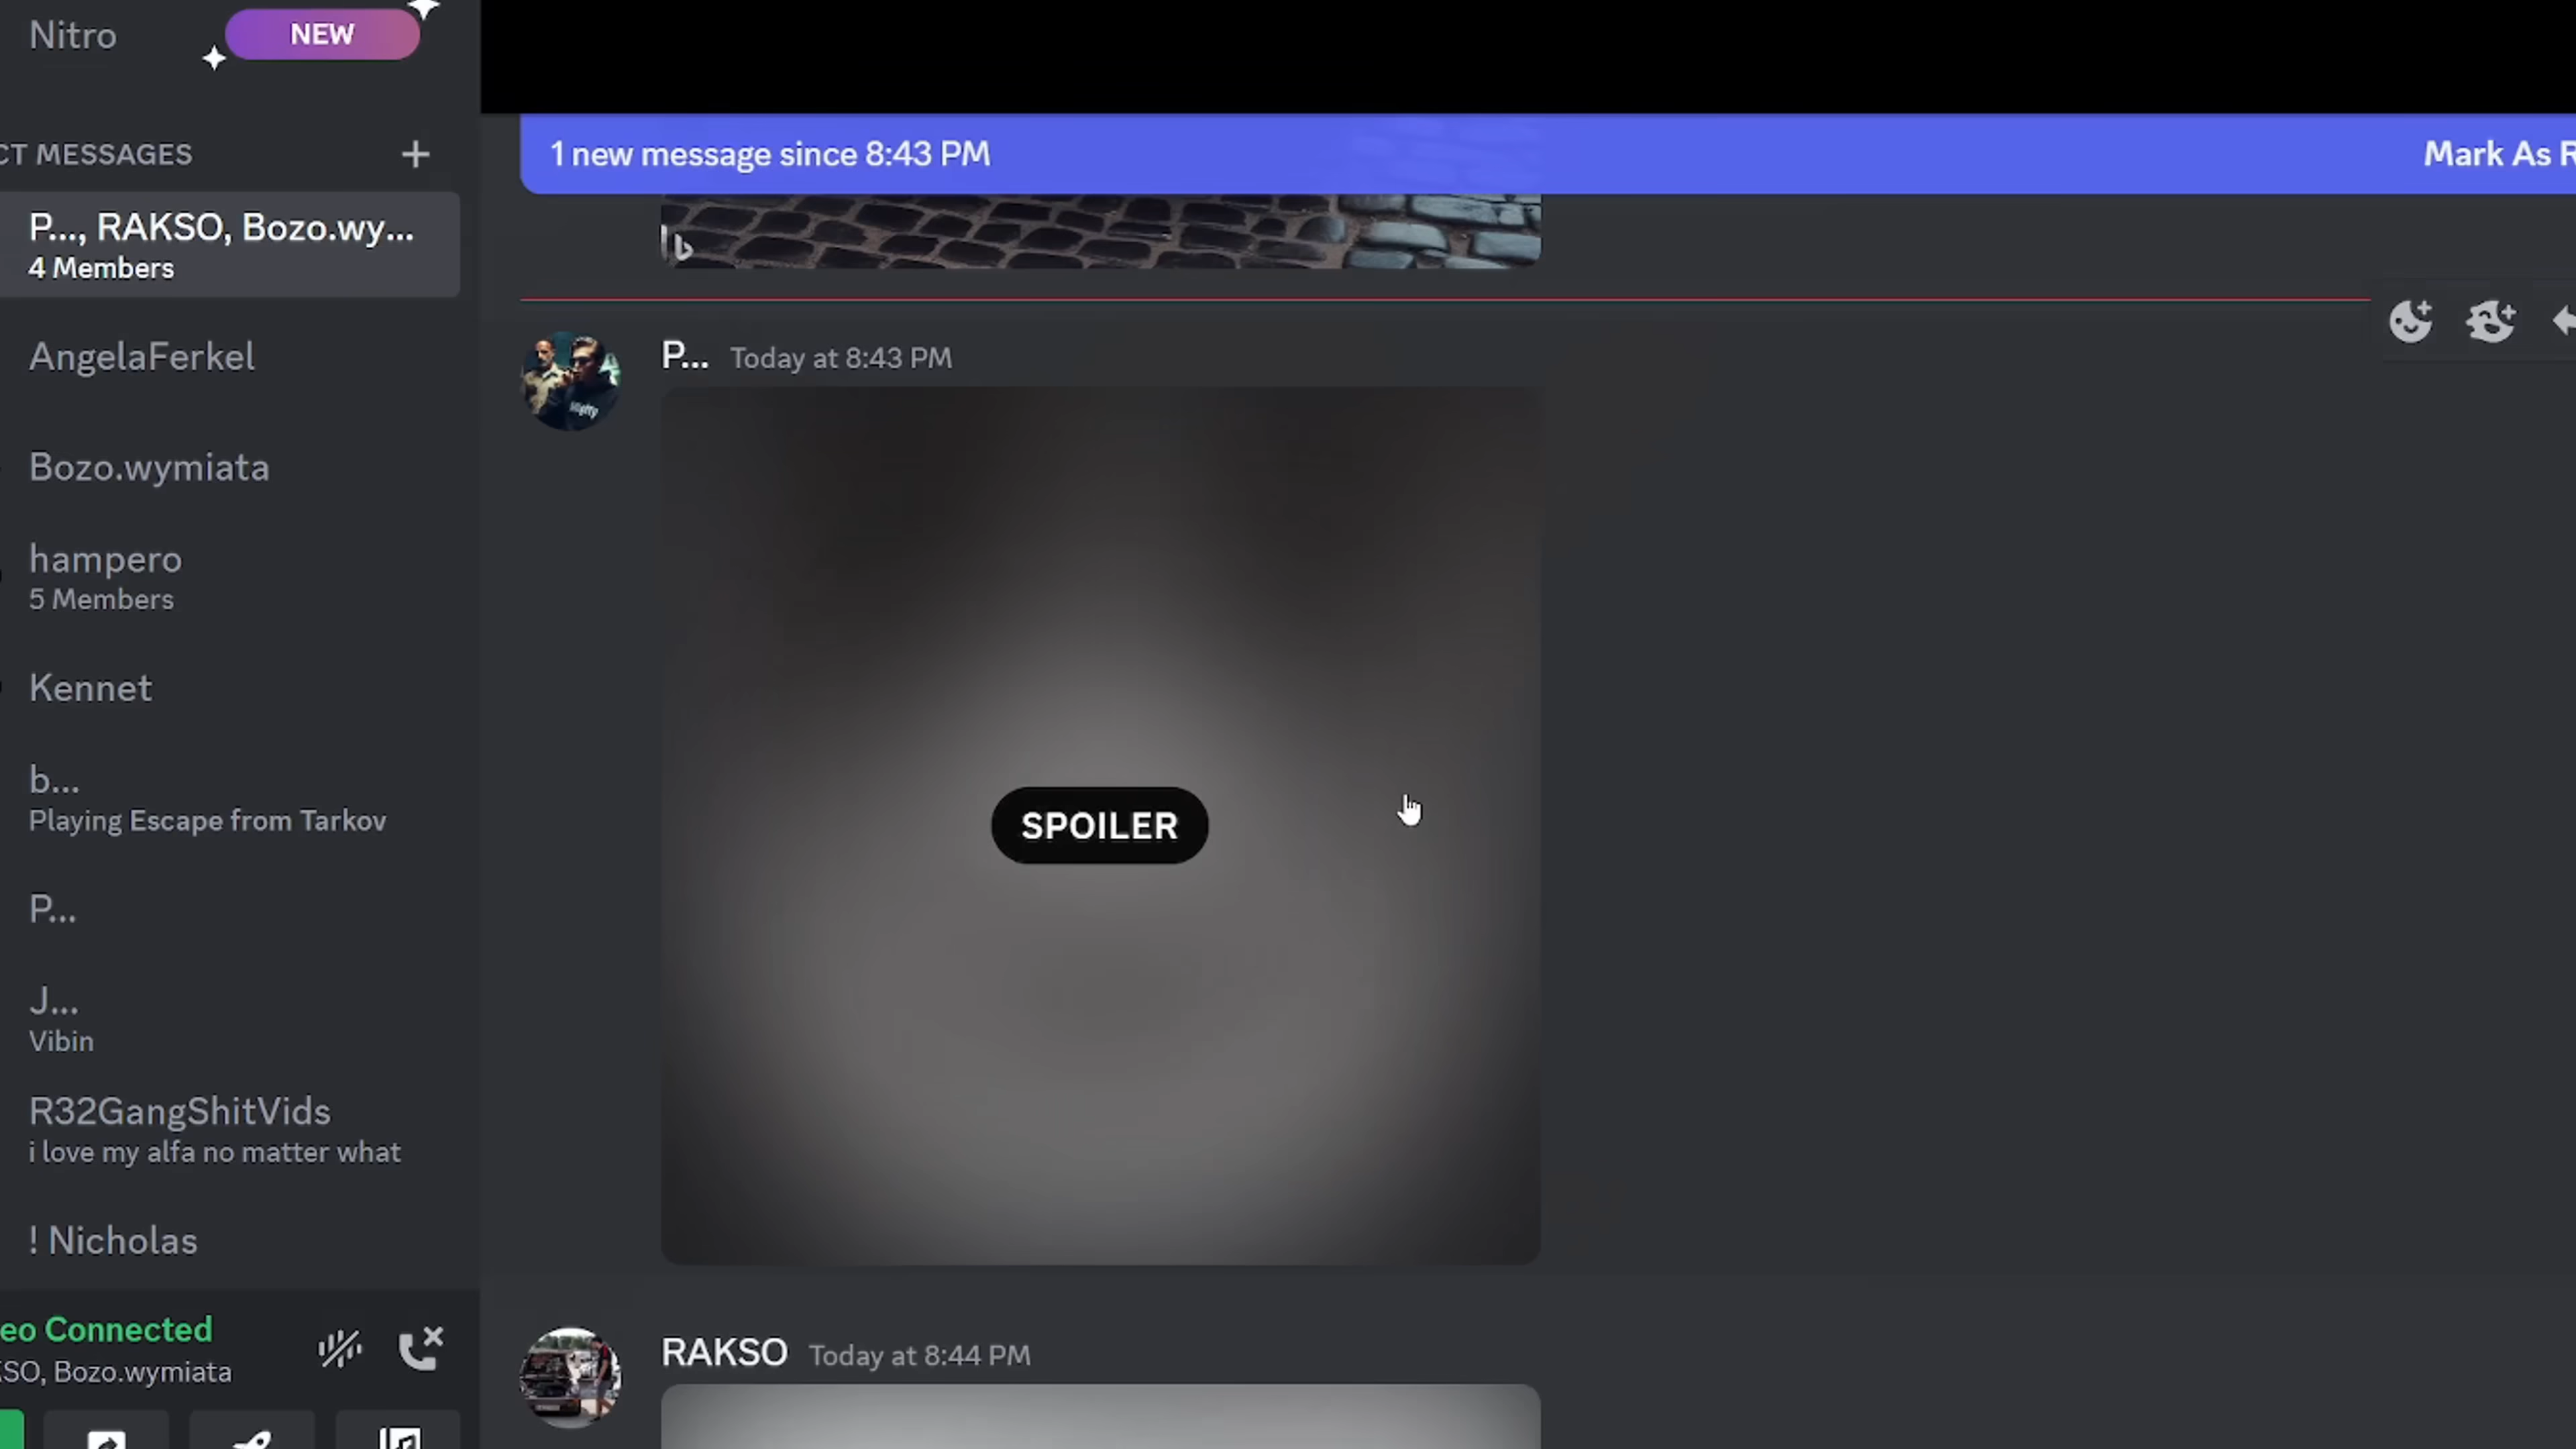 Nitro
NEW
CT MESSAGES
P..., RAKSO, Bozo.wy...
4 Members
AngelaFerkel
Bozo.wymiata
hampero
5 Members
Kennet
b...
Playing Escape from Tarkov
P...
J...
Vibin
R32GangShitVids
i love my alfa no matter what
! Nicholas
eo Connected
SO, Bozo.wymiata
1 new message since 8:43 PM
Mark As R
b
P... Today at 8:43 PM
SPOILER
RAKSO Today at 8:44 PM